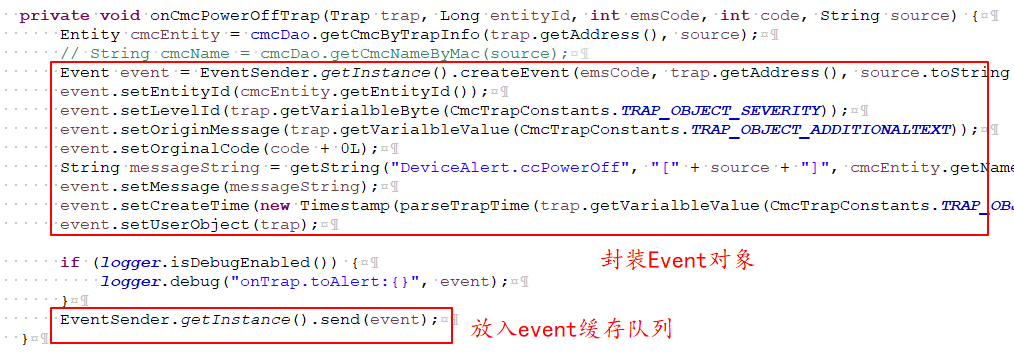 private void onCmcPowerOffTrap(Trap trap, Long entityId, int emsCode, int code, String source) {
Entity cmcEntity = cmcDao.getCmcByTrapInfo(trap.getAddress(), source);
// String cmcName = cmcDao.getCmcNameByMac(source);
Event event = EventSender.getInstance().createEvent(emsCode, trap.getAddress(), source.toString
event.setEntityId(cmcEntity.getEntityId());
event.setLevelId(trap.getVarialbleByte(CmcTrapConstants.TRAP_OBJECT_SEVERITY));
event.setOriginMessage(trap.getVarialbleValue(CmcTrapConstants.TRAP_OBJECT_ADDITIONALTEXT));
event.setOrginalCode(code + 0L);
String messageString = getString("DeviceAlert.ccPowerOff", "[" + source + "]", cmcEntity.getNam
event.setMessage(messageString);
event.setCreateTime(new Timestamp(parseTrapTime(trap.getVarialbleValue(CmcTrapConstants.TRAP_OBJ
event.setUserObject(trap);
封装Event对象
if (logger.isDebugEnabled()) {
logger.debug("onTrap.toAlert:{}", event);
}
EventSender.getInstance().send(event);
放入event缓存队列
}